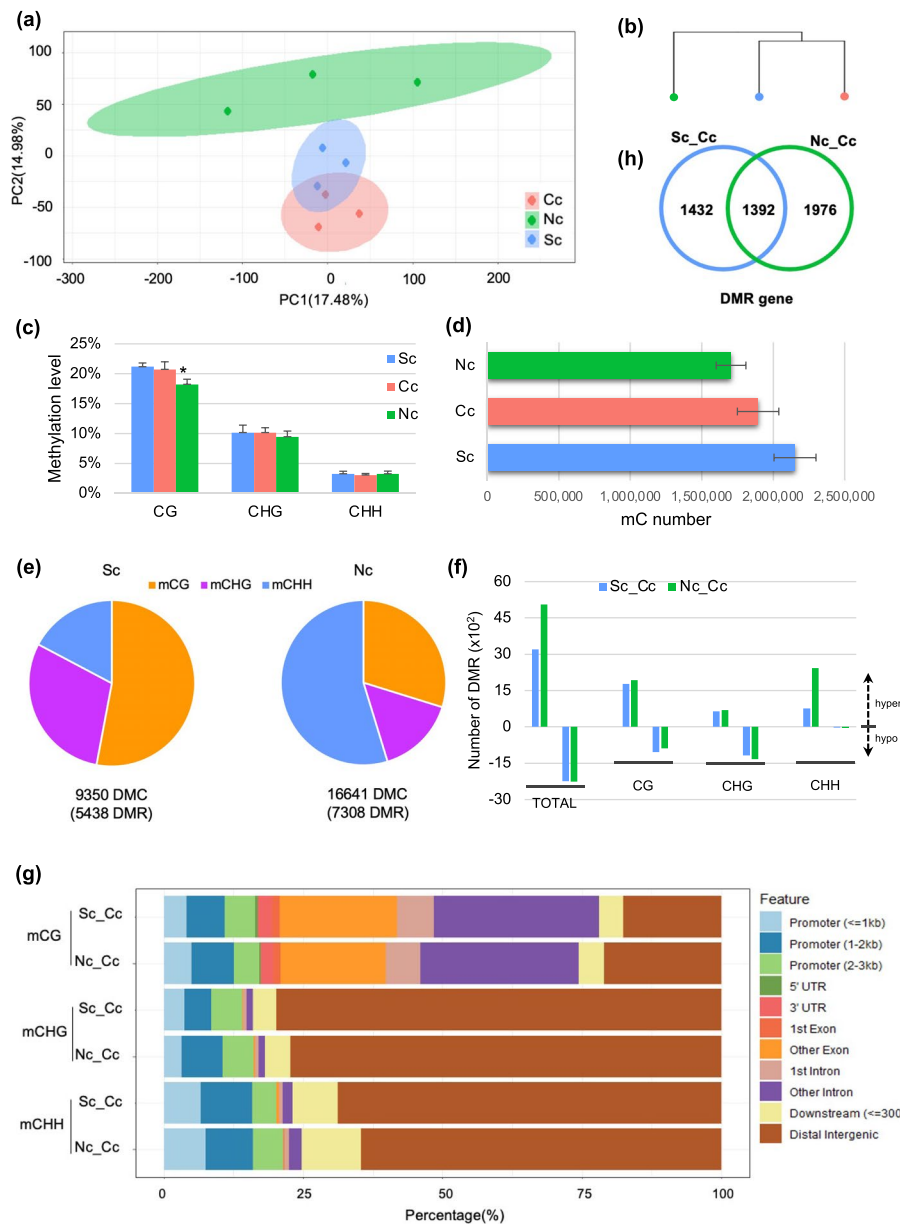 (a)
100
50
0
-50
-100
PC2(14.98%)
-300
-200
-100
0
100
200
PC1(17.48%)
Cc
Nc
Sc
(b)
(h)
Sc_Cc
Nc_Cc
1432
1392
1976
DMR gene
(c)
25%
20%
15%
10%
5%
0%
Methylation level
*
Sc
Cc
Nc
CG
CHG
CHH
(d)
Nc
Cc
Sc
0
500,000
1,000,000
1,500,000
2,000,000
2,500,000
mC number
(e)
Sc
Nc
mCG
mCHG
mCHH
9350 DMC
(5438 DMR)
16641 DMC
(7308 DMR)
(f)
Sc_Cc
Nc_Cc
60
45
30
15
0
-15
-30
Number of DMR (x10²)
hyper
hypo
TOTAL
CG
CHG
CHH
(g)
mCG
Sc_Cc
Nc_Cc
mCHG
Sc_Cc
Nc_Cc
mCHH
Sc_Cc
Nc_Cc
0
25
50
75
100
Percentage(%)
Feature
Promoter (<=1kb)
Promoter (1-2kb)
Promoter (2-3kb)
5' UTR
3' UTR
1st Exon
Other Exon
1st Intron
Other Intron
Downstream (<=300
Distal Intergenic